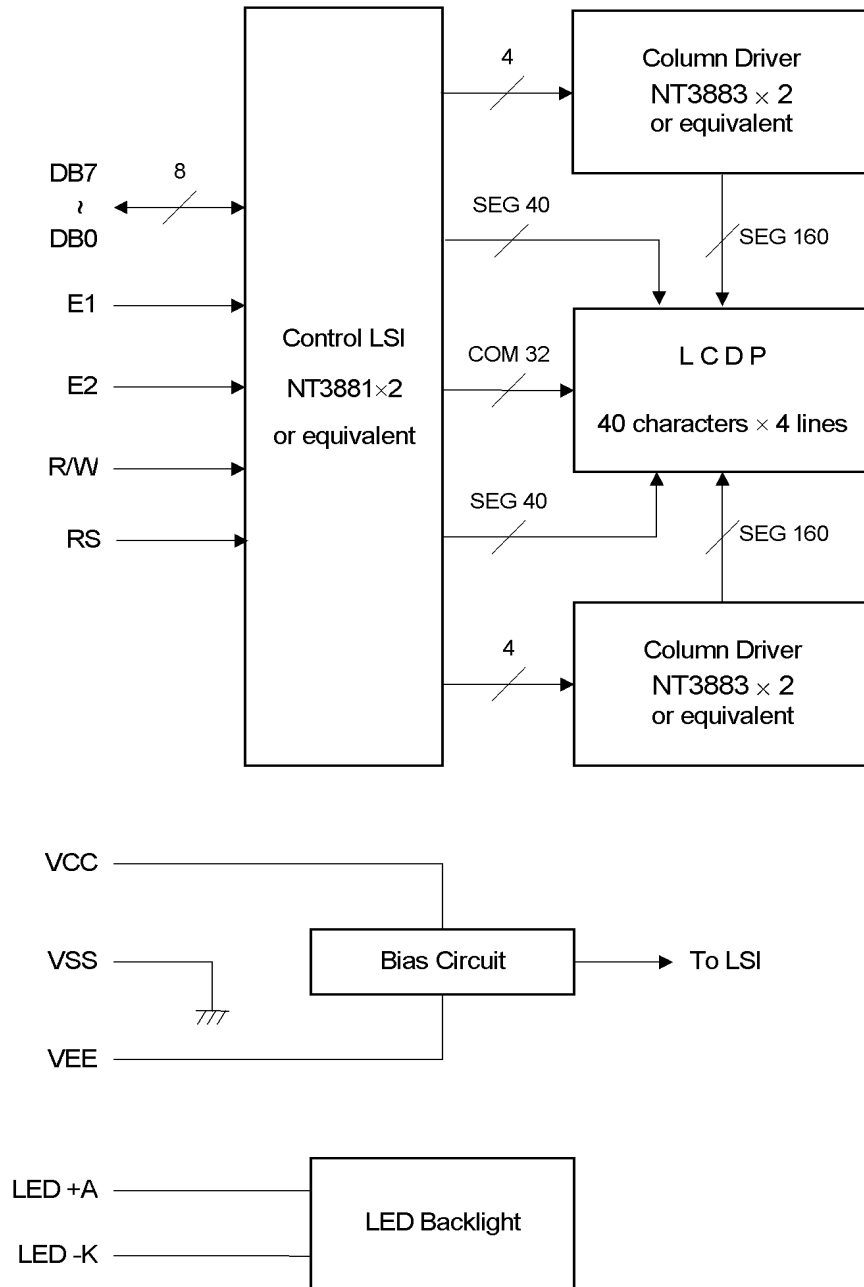 4
Column Driver
NT3883 × 2
or equivalent
DB7
~
DB0
8
SEG 40
SEG 160
E1
Control LSI
NT3881×2
or equivalent
COM 32
L C D P
40 characters × 4 lines
E2
R/W
RS
SEG 40
SEG 160
4
Column Driver
NT3883 × 2
or equivalent
VCC
VSS
Bias Circuit
To LSI
VEE
LED +A
LED Backlight
LED -K